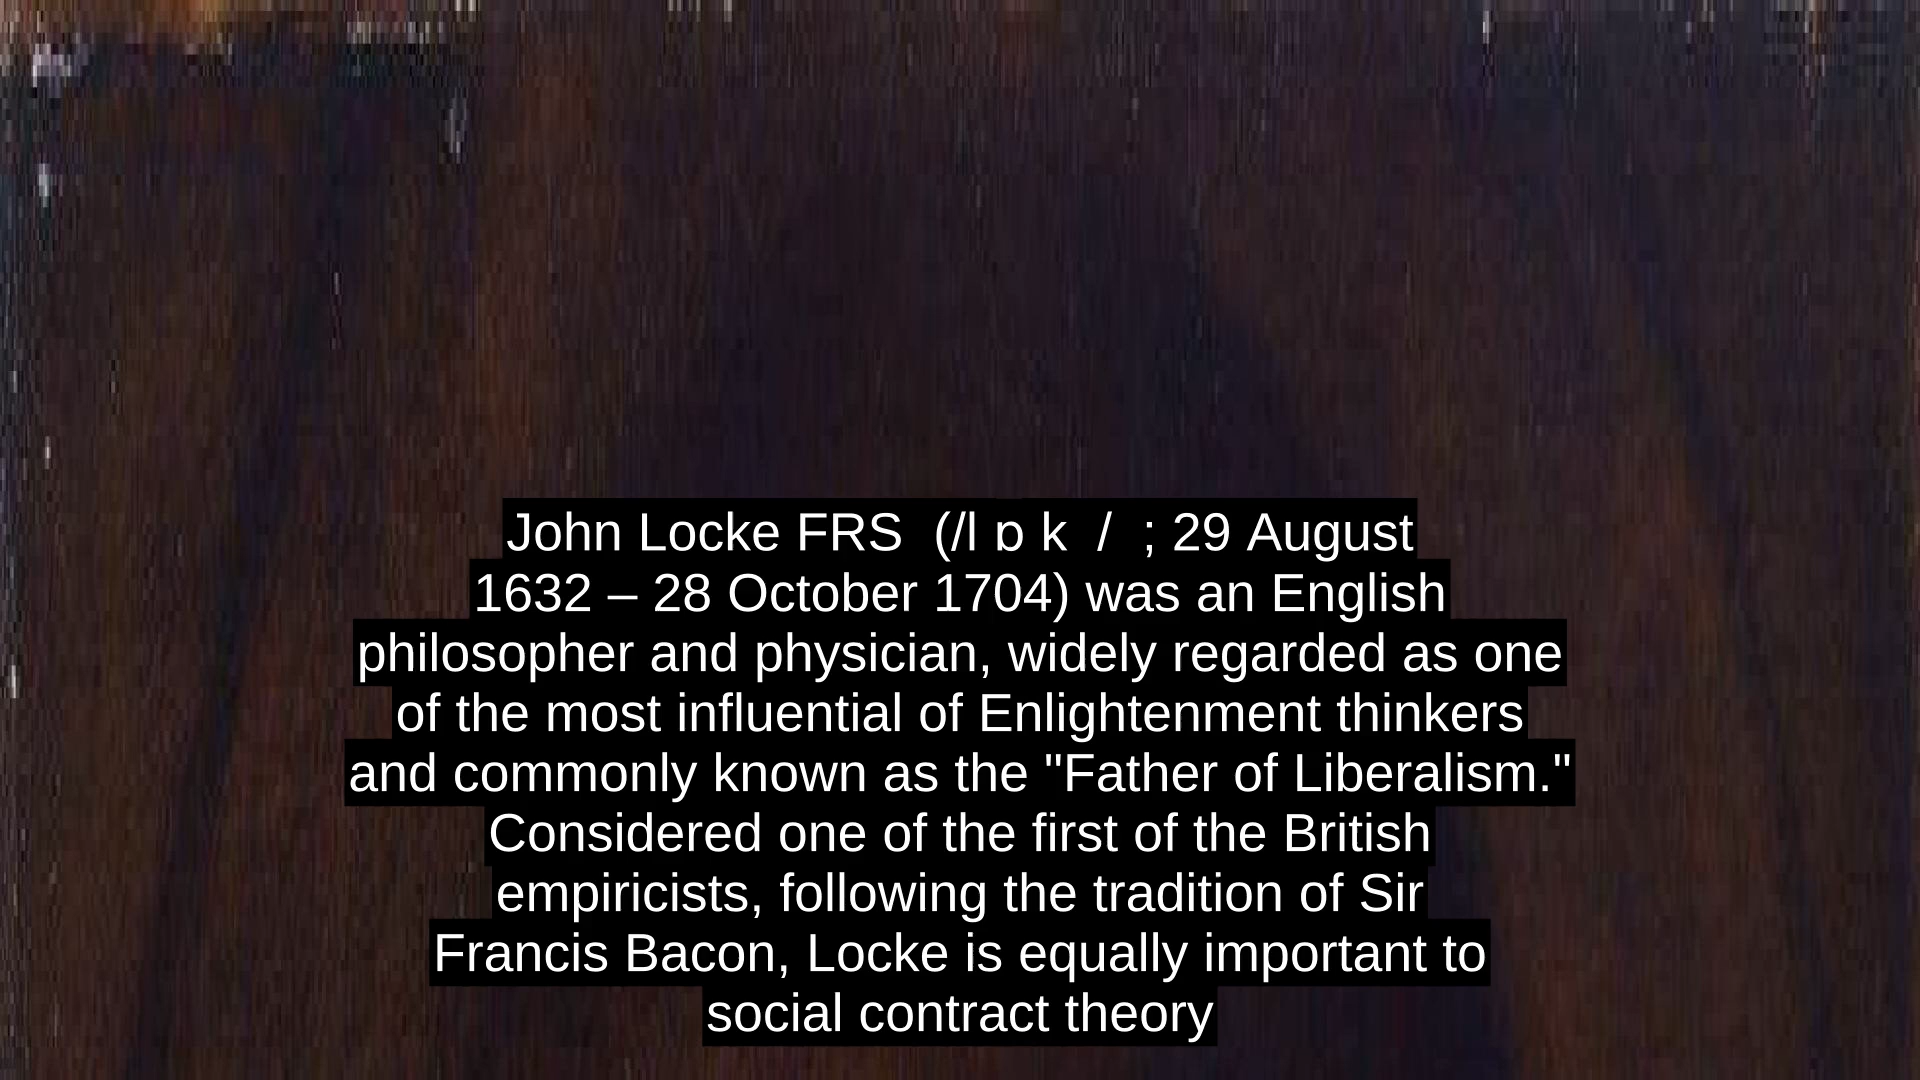 John Locke FRS  (/l ɒ k  /  ; 29 August
1632 – 28 October 1704) was an English
philosopher and physician, widely regarded as one
of the most influential of Enlightenment thinkers
and commonly known as the "Father of Liberalism."
Considered one of the first of the British
empiricists, following the tradition of Sir
Francis Bacon, Locke is equally important to
social contract theory